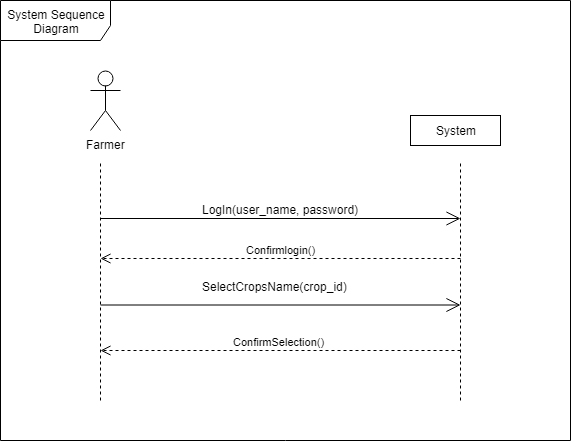 System Sequence
Diagram
Farmer
System
LogIn(user_name, password)
Confirmlogin()
SelectCropsName(crop_id)
ConfirmSelection()